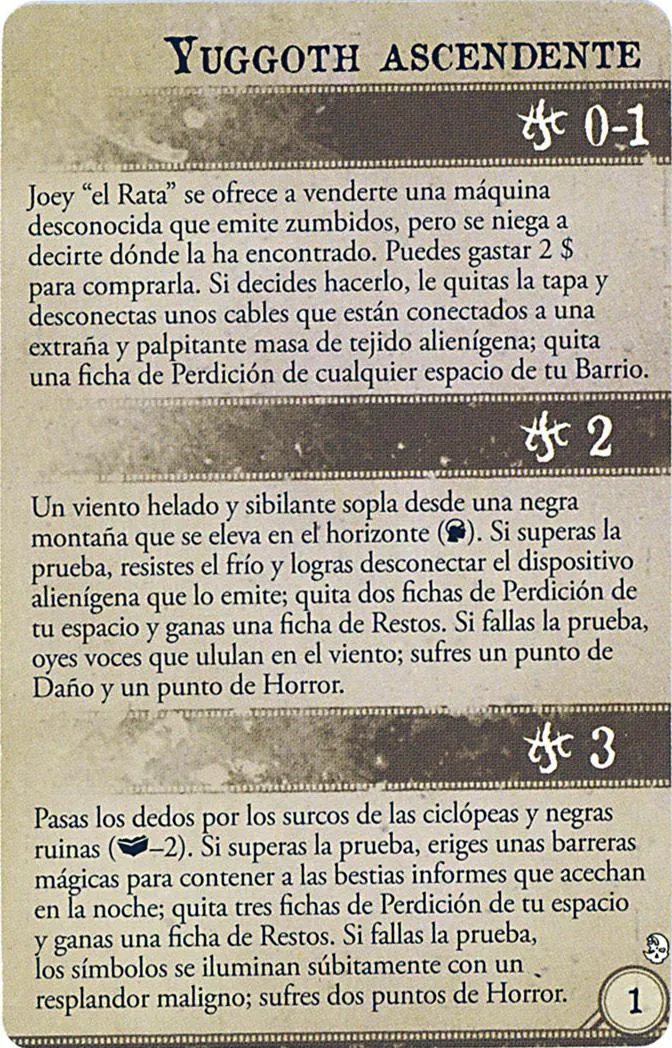 Yuggoth ascendente
0-1
Joey “el Rata” se ofrece a venderte una máquina
desconocida que emite zumbidos, pero se niega a
decirte dónde la ha encontrado. Puedes gastar 2 $
para comprarla. Si decides hacerlo, le quitas la tapa y
desconectas unos cables que están conectados a una
extraña y palpitante masa de tejido alienígena; quita
una ficha de Perdición de cualquier espacio de tu Barrio.
2
Un viento helado y sibilante sopla desde una negra
montaña que se eleva en el horizonte (). Si superas la
prueba, resistes el frío y logras desconectar el dispositivo
alienígena que lo emite; quita dos fichas de Perdición de
tu espacio y ganas una ficha de Restos. Si fallas la prueba,
oyes voces que ululan en el viento; sufres un punto de
Daño y un punto de Horror.
3
Pasas los dedos por los surcos de las ciclópeas y negras
ruinas (–2). Si superas la prueba, eriges unas barreras
mágicas para contener a las bestias informes que acechan
en la noche; quita tres fichas de Perdición de tu espacio
y ganas una ficha de Restos. Si fallas la prueba,
los símbolos se iluminan súbitamente con un
resplandor maligno; sufres dos puntos de Horror.
1